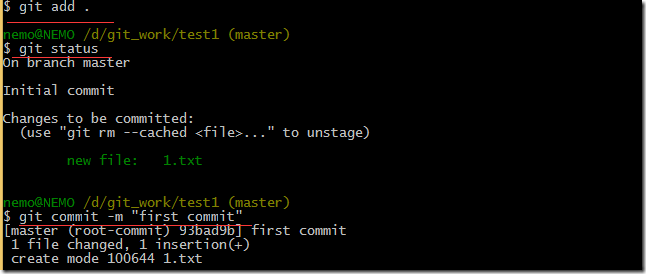 $ git add .
nemo@NEMO /d/git_work/test1 (master)
$ git status
On branch master
Initial commit
Changes to be committed:
(use "git rm --cached <file>..." to unstage)
new file:   1.txt
nemo@NEMO /d/git_work/test1 (master)
$ git commit -m "first commit"
[master (root-commit) 93bad9b] first commit
1 file changed, 1 insertion(+)
create mode 100644 1.txt